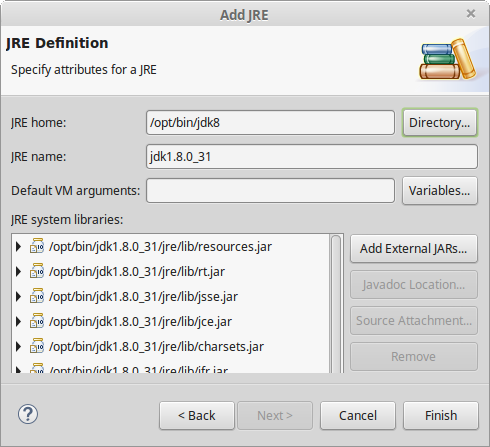 Add JRE
JRE Definition
Specify attributes for a JRE
JRE home:
/opt/bin/jdk8
Directory...
JRE name:
jdk1.8.0_31
Default VM arguments:
Variables...
JRE system libraries:
/opt/bin/jdk1.8.0_31/jre/lib/resources.jar
Add External JARs...
/opt/bin/jdk1.8.0_31/jre/lib/rt.jar
Javadoc Location...
/opt/bin/jdk1.8.0_31/jre/lib/jsse.jar
Source Attachment...
/opt/bin/jdk1.8.0_31/jre/lib/jce.jar
/opt/bin/jdk1.8.0_31/jre/lib/charsets.jar
Remove
/opt/bin/jdk1.8.0_31/jre/lib/jfr.jar
?
< Back
Next >
Cancel
Finish